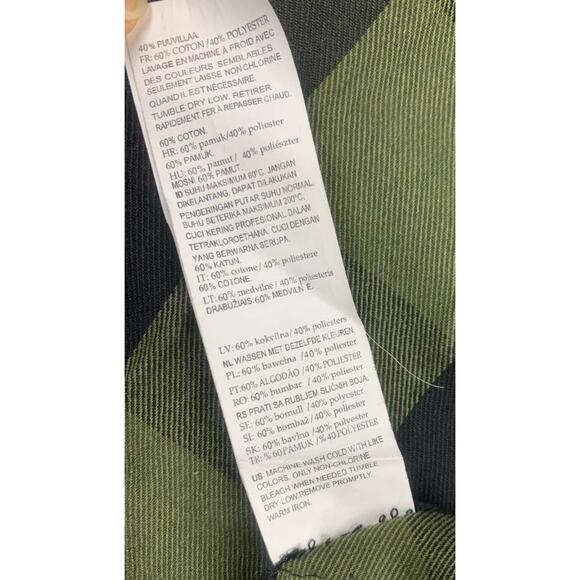 40% PUUVILLAA.
FR: 60% COTON /40% POLYESTER
LAVAGE EN MACHINE À FROID AVEC
DES COULEURS SEMBLABLES
SEULEMENT LAISSE NON CHLORINE
QUAND IL EST NÉCESSAIRE.
TUMBLE DRY LOW. RETIRER
RAPIDEMENT.FER À REPASSER CHAUD.
60% COTON.
HR: 60% pamuk/40% poliester
60% PAMUK.
HU: 60% pamut / 40% poliészter
MOSNI.60% PAMUT.
ID SUHU MAKSIMUM 60°C. JANGAN
DIKELANTANG. DAPAT DILAKUKAN
PENGERINGAN PUTAR SUHU NORMAL.
SUHU SETERIKA MAKSIMUM 200°C.
CUCI KERING PROFESIONAL DALAM
TETRAKLOROETHANA. CUCI DENGAN
YANG BERWARNA SERUPA.
60% KATUN.
IT: 60% cotone / 40% poliestere
60% COTONE.
LT: 60% medvilnė / 40% poliesteris
DRABUŽIAIS. 60% MEDVILN E.
LV: 60% kokvilna/40% poliesters
NL WASSEN MET DEZELFDE KLEUREN.
PL: 60% bawełna / 40% poliester
PT:60% ALGODÃO / 40% POLIESTER
RO: 60% bumbac / 40% poliester
RS PRATI SA RUBLJEM SLIČNIH BOJA.
SE: 60% bomull / 40% polyester
SI: 60% bombaž / 40% poliester
SK: 60% bavlna /40% polyester
TR: %60PAMUK /%40POLYESTER
US: MACHINE WASH COLD WITH LIKE
COLORS, ONLY NON-CHLORINE
BLEACH WHEN NEEDED TUMBLE
DRY LOW.REMOVE PROMPTLY.
WARM IRON.